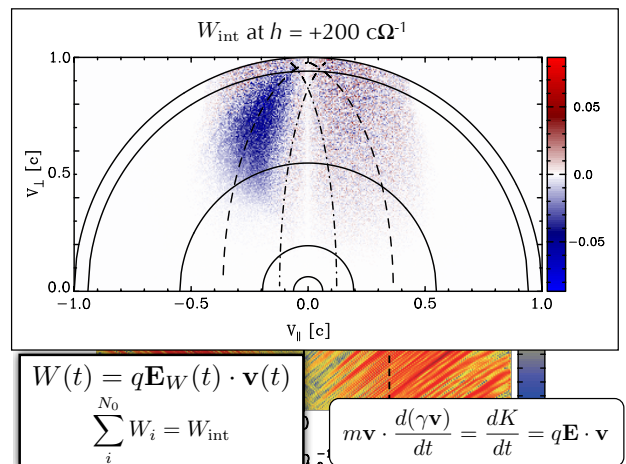 W_int at h = +200 cΩ⁻¹
1.0
0.5
0.0
V⊥ [c]
-1.0 -0.5 0.0 0.5 1.0
V∥ [c]
0.05
0.0
-0.05
W(t) = qE_W(t) · v(t)
∑_i^{N_0} W_i = W_int
mv · d(γv)/dt = dK/dt = qE · v